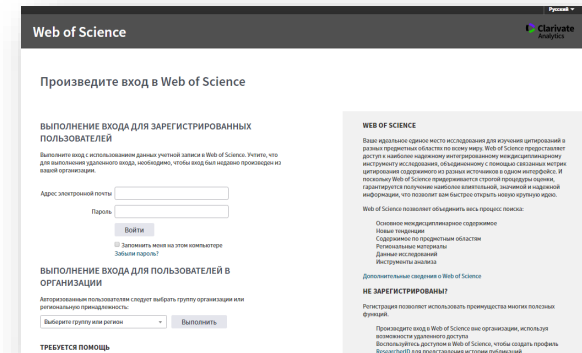 Русский
Web of Science
Clarivate
Analytics
Произведите вход в Web of Science
ВЫПОЛНЕНИЕ ВХОДА ДЛЯ ЗАРЕГИСТРИРОВАННЫХ
ПОЛЬЗОВАТЕЛЕЙ
Выполните вход с использованием данных учетной записи в Web of Science. Учтите, что
для выполнения удаленного входа, необходимо, чтобы вход был недавно произведен из
вашей организации.
Адрес электронной почты
Пароль
Войти
Запомнить меня на этом компьютере
Забыли пароль?
ВЫПОЛНЕНИЕ ВХОДА ДЛЯ ПОЛЬЗОВАТЕЛЕЙ В
ОРГАНИЗАЦИИ
Авторизованным пользователям следует выбрать группу организации или
региональную принадлежность:
Выберите группу или регион
Выполнить
ТРЕБУЕТСЯ ПОМОЩЬ
WEB OF SCIENCE
Ваше идеальное единое место исследования для изучения цитирований в
разных предметных областях по всему миру. Web of Science предоставляет
доступ к наиболее надежному интегрированному междисциплинарному
инструменту исследования, объединенному с помощью связанных метрик
цитирования содержимого из разных источников в одном интерфейсе. И
поскольку Web of Science придерживается строгой процедуры оценки,
гарантируется получение наиболее влиятельной, значимой и надежной
информации, что позволит вам быстрее открыть новую крупную идею.
Web of Science позволяет объединить весь процесс поиска:
Основное междисциплинарное содержимое
Новые тенденции
Содержимое по предметным областям
Региональные материалы
Данные исследований
Инструменты анализа
Дополнительные сведения о Web of Science
НЕ ЗАРЕГИСТРИРОВАНЫ?
Регистрация позволяет использовать преимущества многих полезных
функций.
Произведите вход в Web of Science вне организации, используя
возможности удаленного доступа
Воспользуйтесь доступом к Web of Science, чтобы создать профиль
ResearcherID для представления истории публикаций